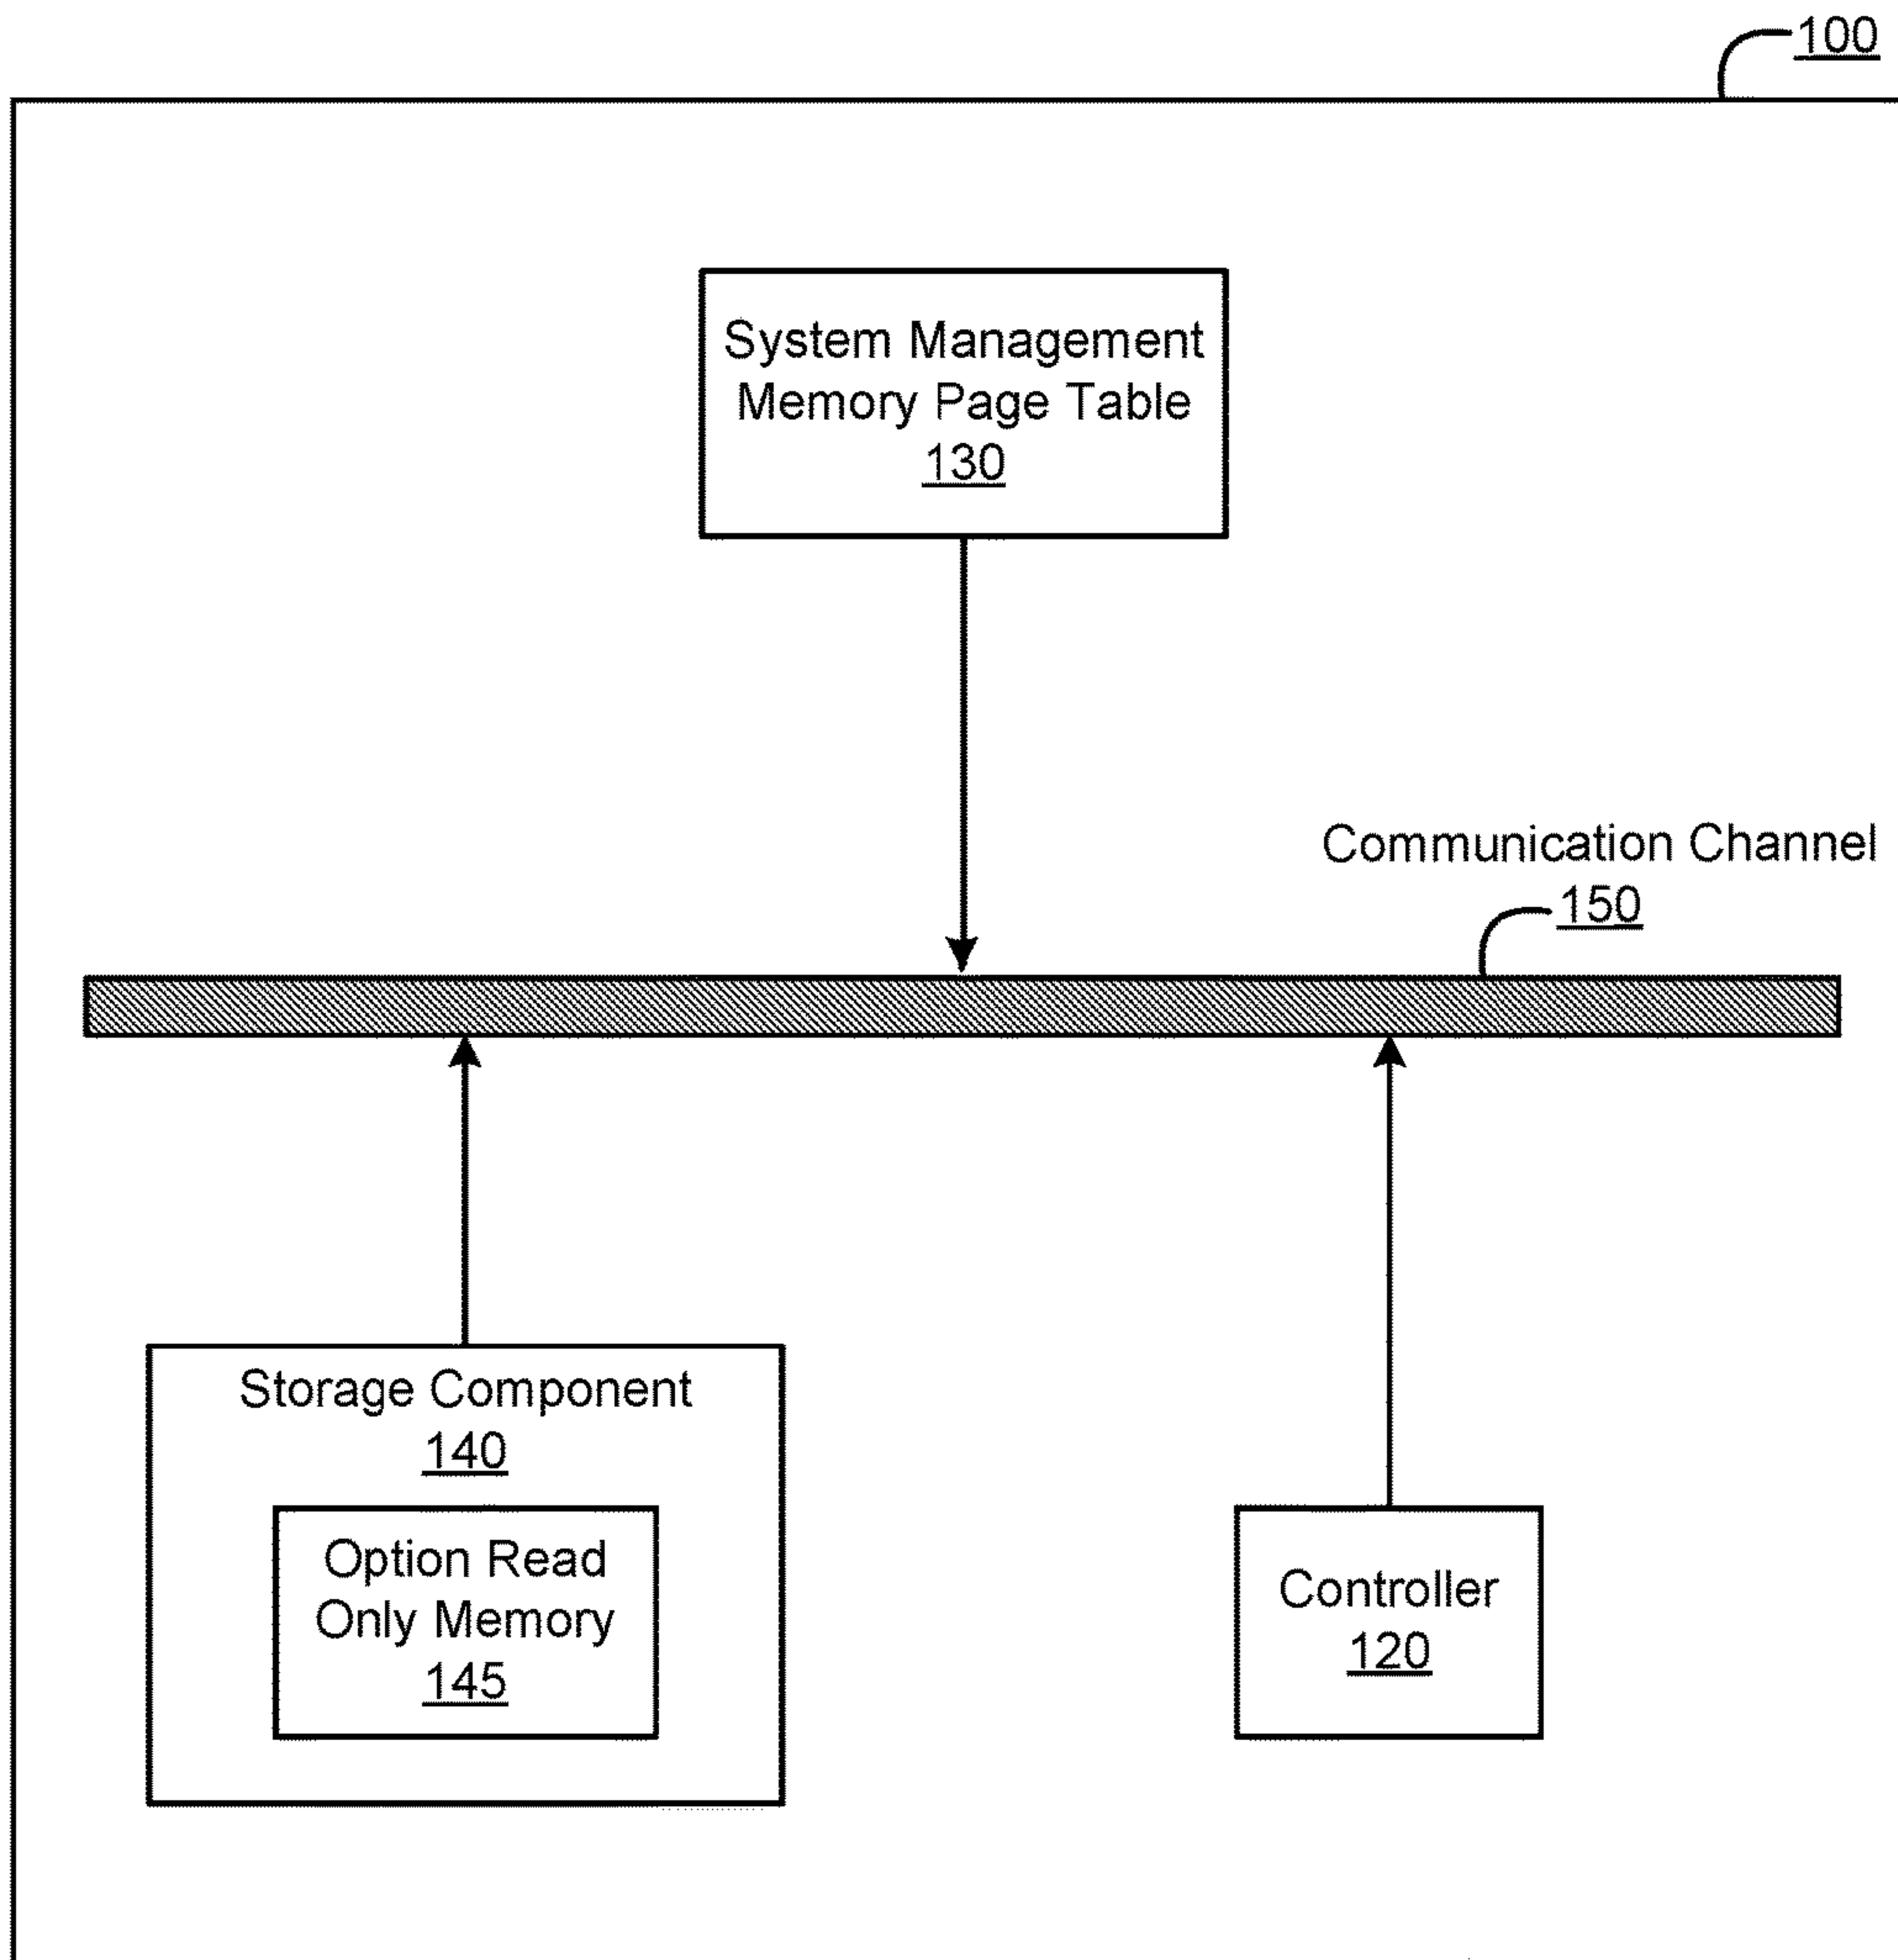 100
System Management
Memory Page Table
130
Communication Channel
150
Storage Component
140
Option Read
Only Memory
145
Controller
120